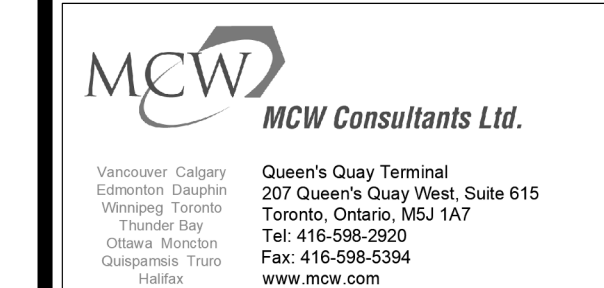 MCW
MCW Consultants Ltd.
Vancouver Calgary
Edmonton Dauphin
Winnipeg Toronto
Thunder Bay
Ottawa Moncton
Quispamsis Truro
Halifax
Queen's Quay Terminal
207 Queen's Quay West, Suite 615
Toronto, Ontario, M5J 1A7
Tel: 416-598-2920
Fax: 416-598-5394
www.mcw.com